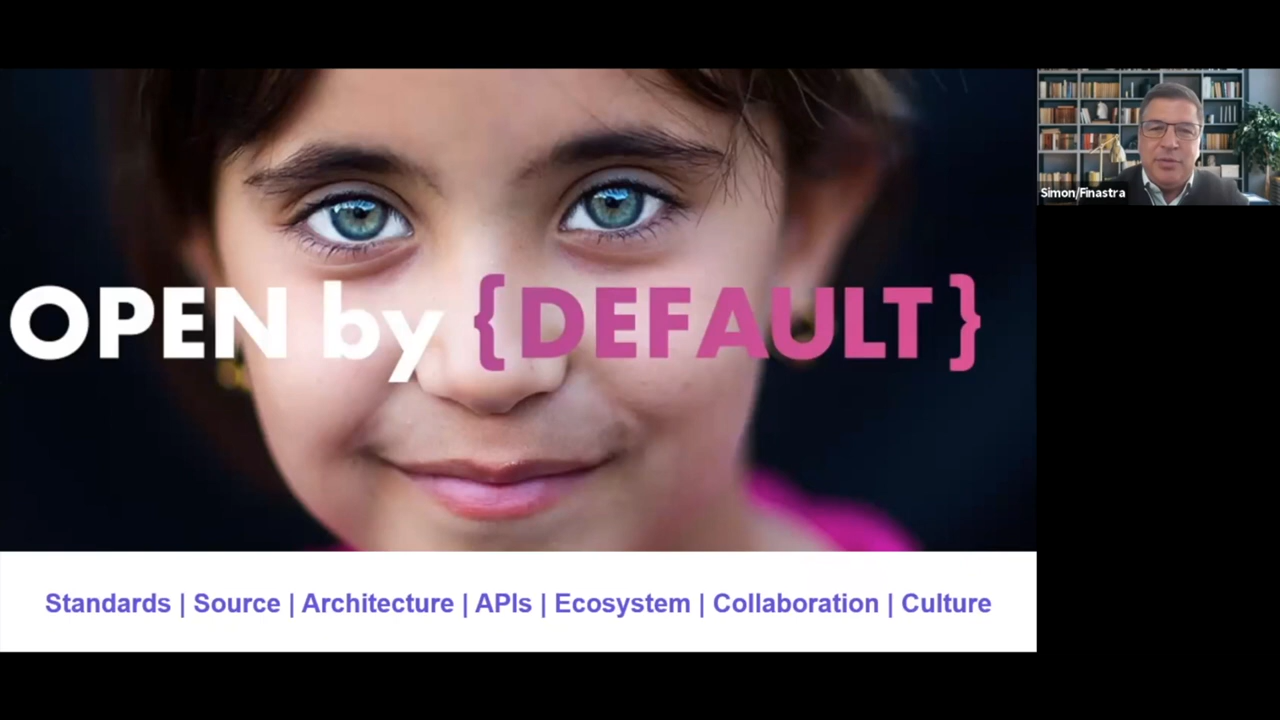 OPEN by {DEFAULT}
Simon/Finastra
Standards | Source | Architecture | APIs | Ecosystem | Collaboration | Culture